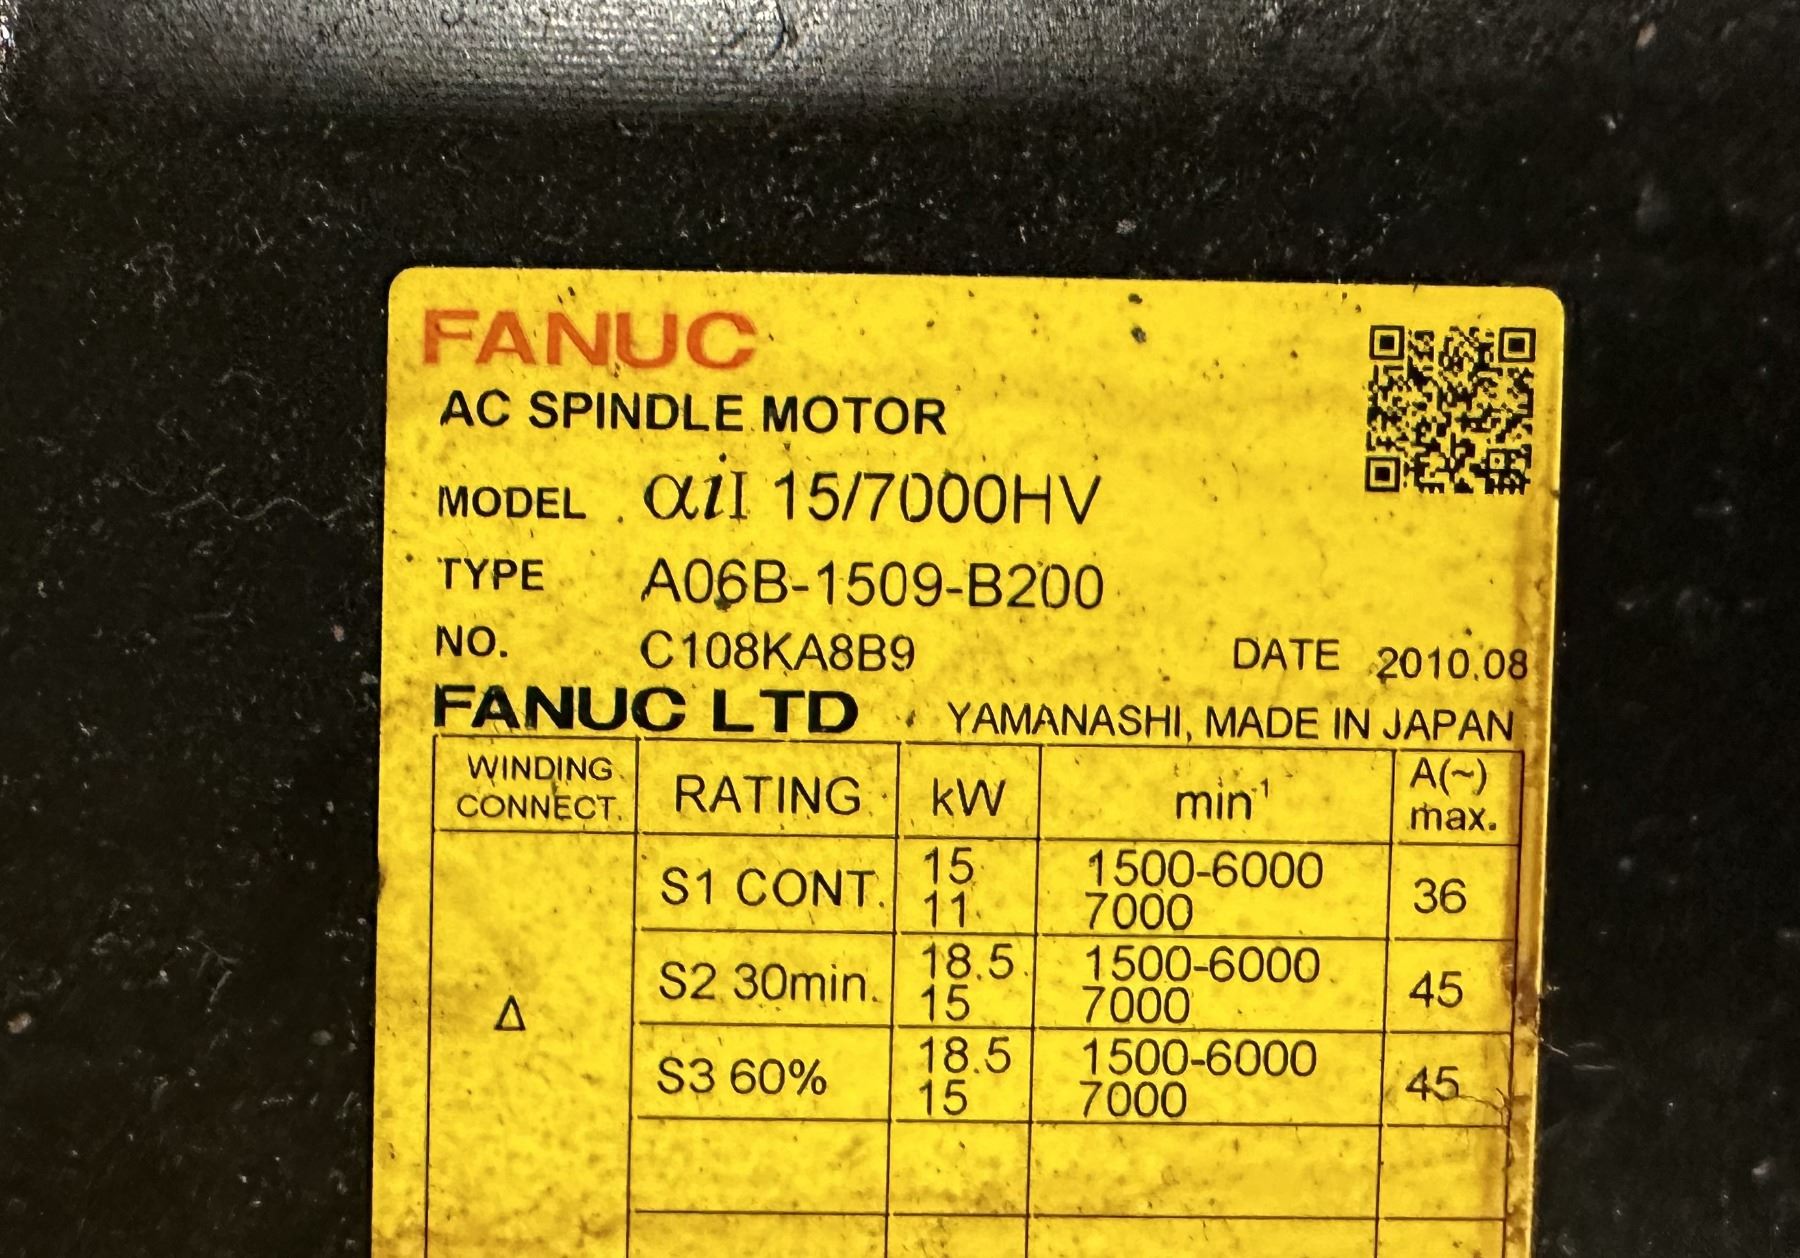 FANUC
AC SPINDLE MOTOR
MODEL αiI 15/7000HV
TYPE A06B-1509-B200
NO. C108KA8B9 DATE 2010.08
FANUC LTD YAMANASHI, MADE IN JAPAN
WINDING CONNECT. RATING kW min⁻¹ A(~) max.
Δ
S1 CONT. 15 1500-6000 36
11 7000
S2 30min. 18.5 1500-6000 45
15 7000
S3 60% 18.5 1500-6000 45
15 7000